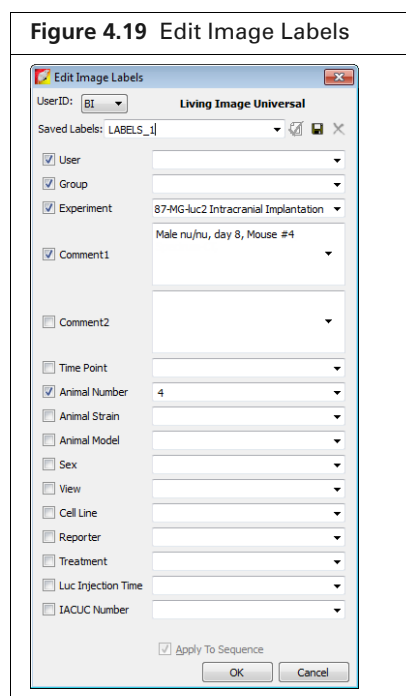 Figure 4.19 Edit Image Labels
Edit Image Labels
UserID: BI Living Image Universal
Saved Labels: LABELS_1
User
Group
Experiment 87-MG-luc2 Intracranial Implantation
Comment1 Male nu/nu, day 8, Mouse #4
Comment2
Time Point
Animal Number 4
Animal Strain
Animal Model
Sex
View
Cell Line
Reporter
Treatment
Luc Injection Time
IACUC Number
Apply To Sequence
OK Cancel